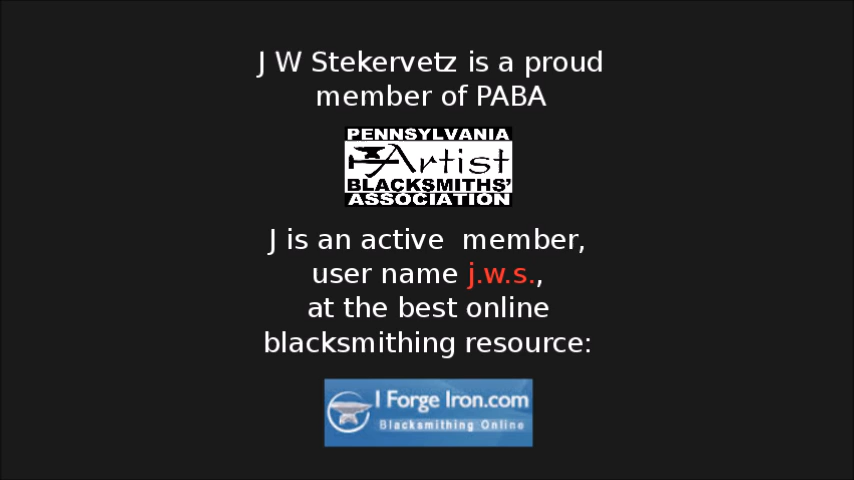 J W Stekervetz is a proud
member of PABA
PENNSYLVANIA
Artist
BLACKSMITHS'
ASSOCIATION
J is an active  member,
user name j.w.s.,
at the best online
blacksmithing resource:
I Forge Iron.com
Blacksmithing Online